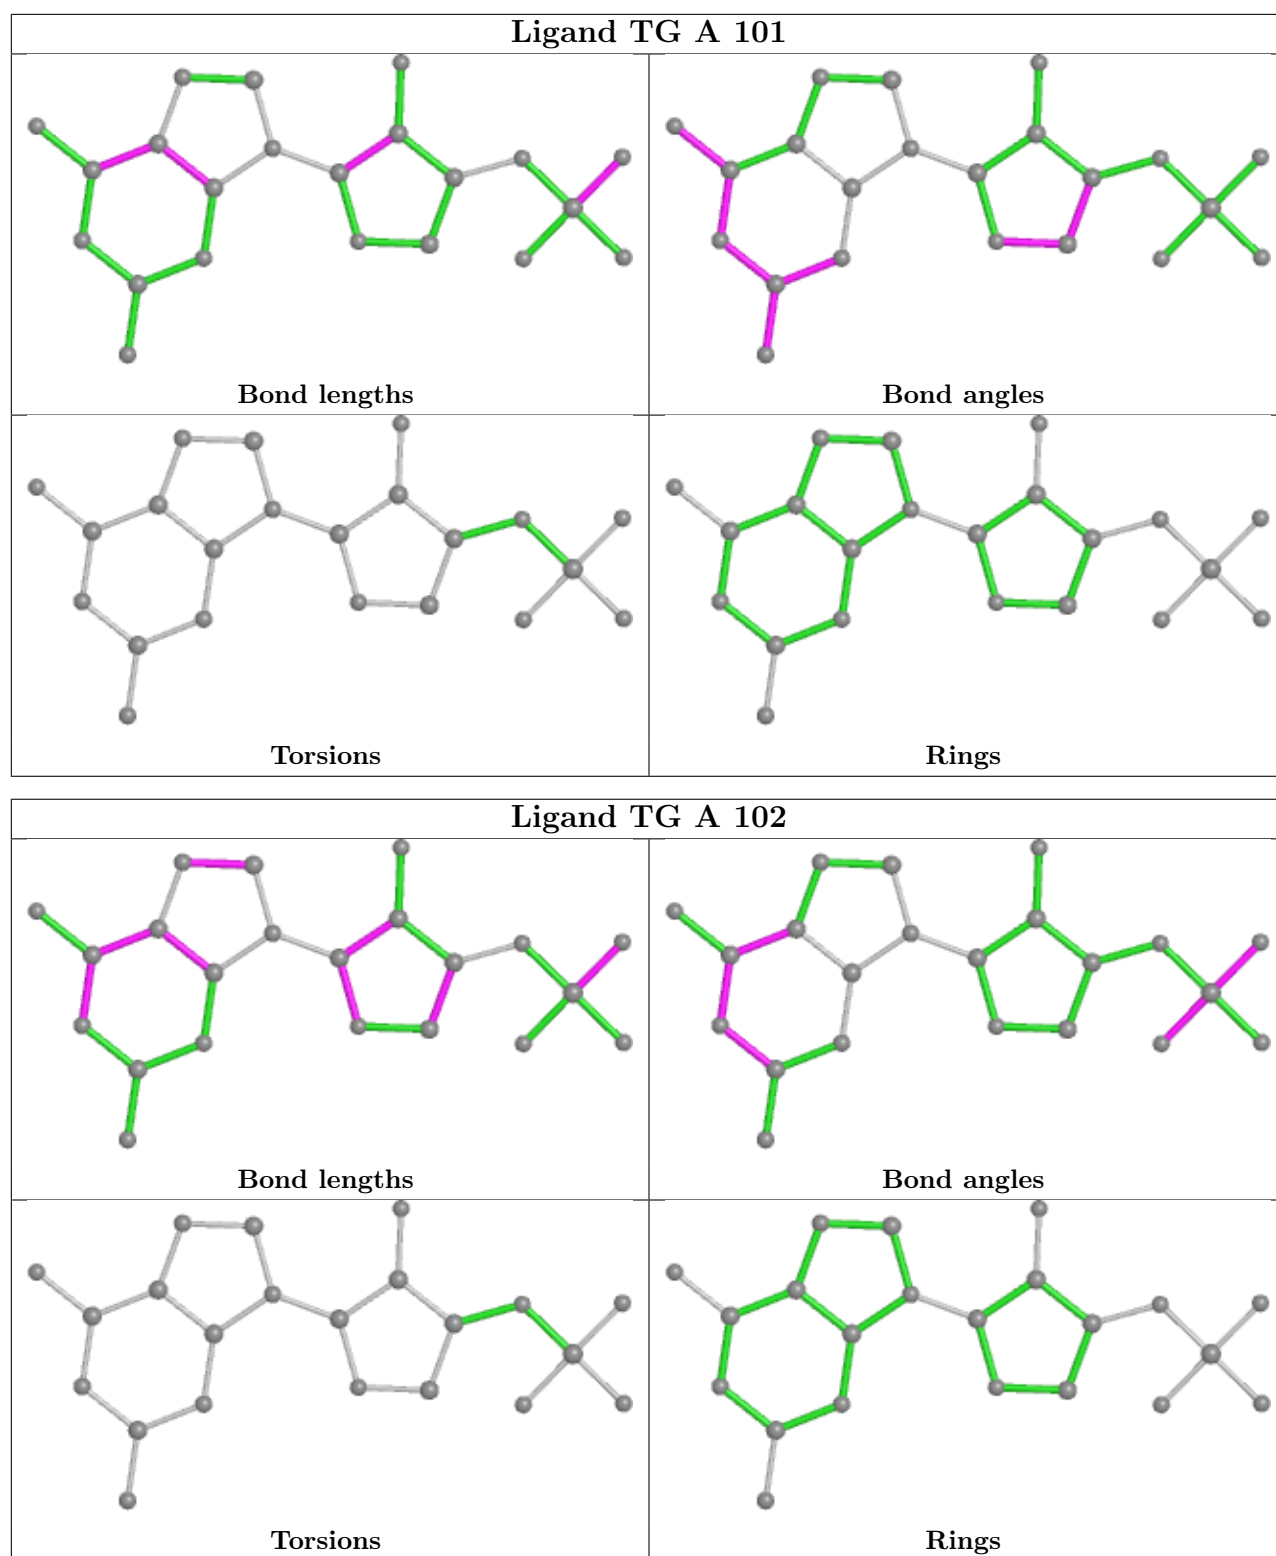 Ligand TG A 101
Bond lengths
Bond angles
Torsions
Rings
Ligand TG A 102
Bond lengths
Bond angles
Torsions
Rings